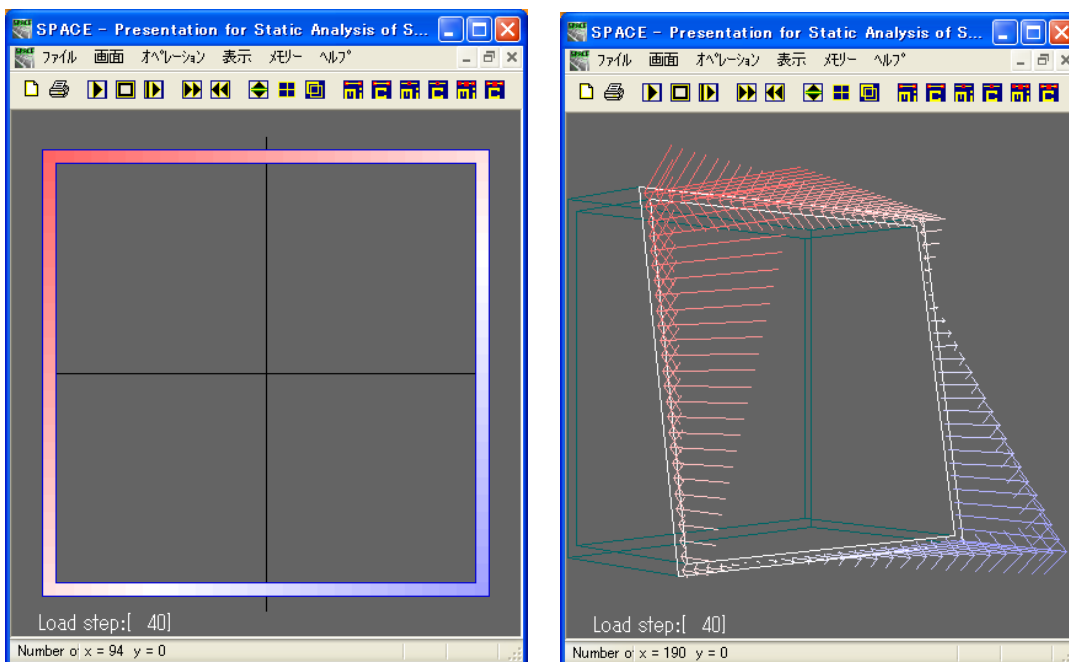 SPACE - Presentation for Static Analysis of S...
ファイル 画面 オペレーション 表示 メモリー ヘルプ
Load step:[ 40]
Number of x = 94 y = 0
SPACE - Presentation for Static Analysis of S...
ファイル 画面 オペレーション 表示 メモリー ヘルプ
Load step:[ 40]
Number of x = 190 y = 0